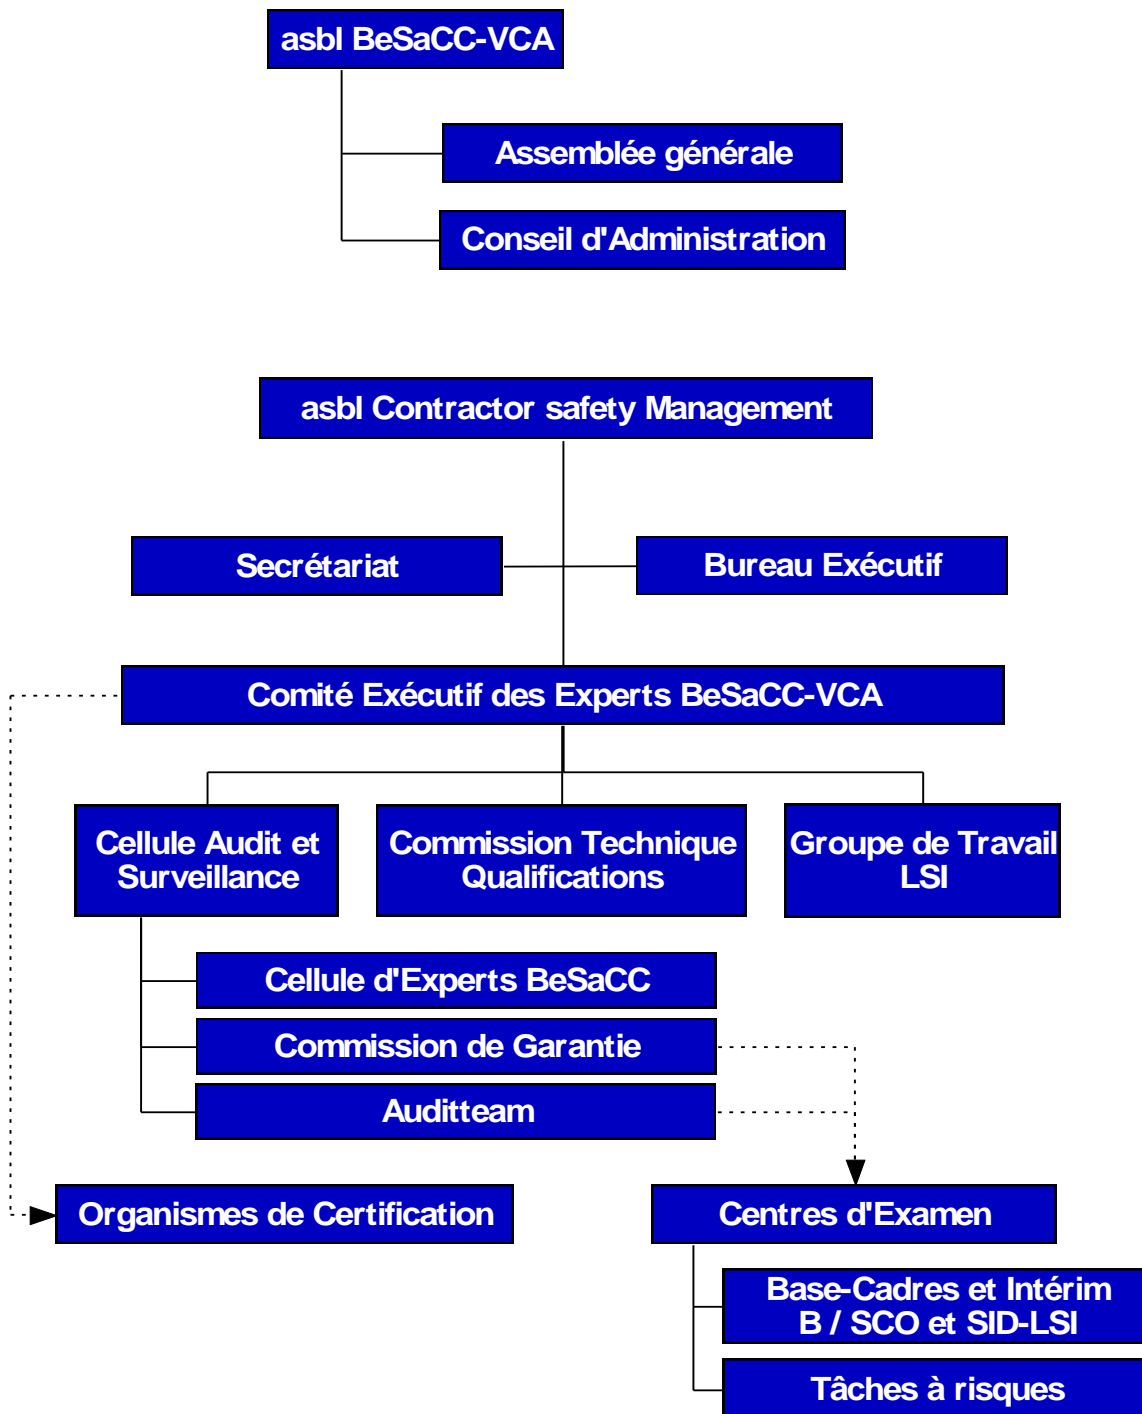 asbl BeSaCC-VCA
Assemblée générale
Conseil d'Administration
asbl Contractor safety Management
Secrétariat
Bureau Exécutif
Comité Exécutif des Experts BeSaCC-VCA
Cellule Audit et
Surveillance
Commission Technique
Qualifications
Groupe de Travail
LSI
Cellule d'Experts BeSaCC
Commission de Garantie
Auditteam
Organismes de Certification
Centres d'Examen
Base-Cadres et Intérim
B / SCO et SID-LSI
Tâches à risques